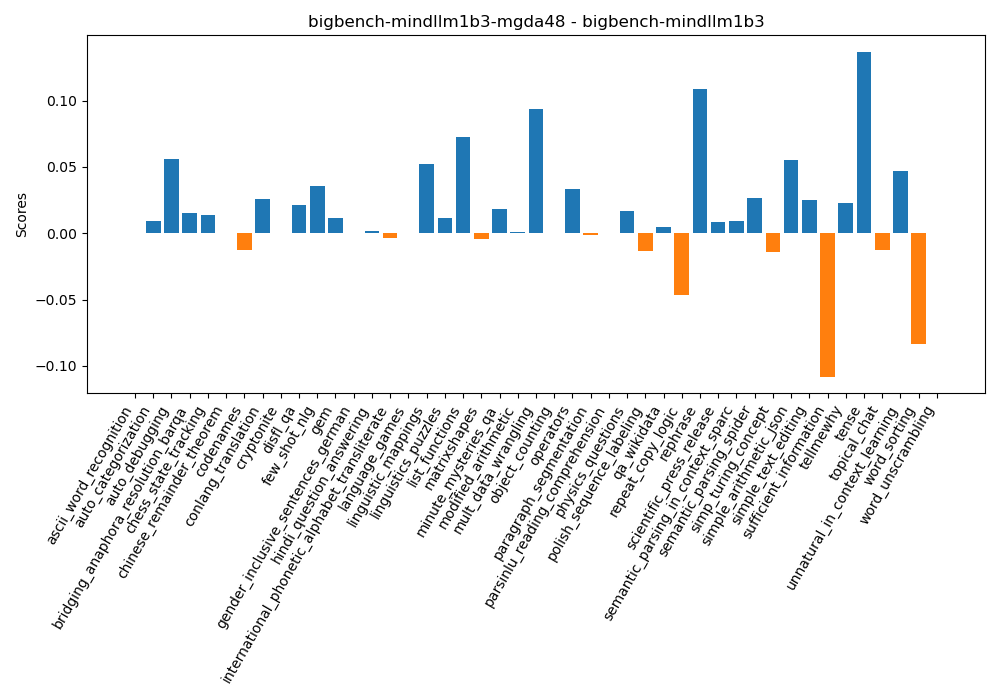 bigbench-mindllm1b3-mgda48 - bigbench-mindllm1b3
Scores
0.10
0.05
0.00
−0.05
−0.10
ascii_word_recognition
auto_categorization
auto_debugging
bridging_anaphora_resolution_barqa
chess_state_tracking
chinese_remainder_theorem
codenames
conlang_translation
cryptonite
disfl_qa
few_shot_nlg
gem
gender_inclusive_sentences_german
hindi_question_answering
international_phonetic_alphabet_transliterate
language_games
linguistic_mappings
linguistics_puzzles
list_functions
matrixshapes
minute_mysteries_qa
modified_arithmetic
mult_data_wrangling
object_counting
operators
paragraph_segmentation
parsinlu_reading_comprehension
physics_questions
polish_sequence_labeling
qa_wikidata
repeat_copy_logic
rephrase
scientific_press_release
semantic_parsing_in_context_sparc
semantic_parsing_spider
simp_turing_concept
simple_arithmetic_json
simple_text_editing
sufficient_information
tellmewhy
tense
topical_chat
unnatural_in_context_learning
word_sorting
word_unscrambling